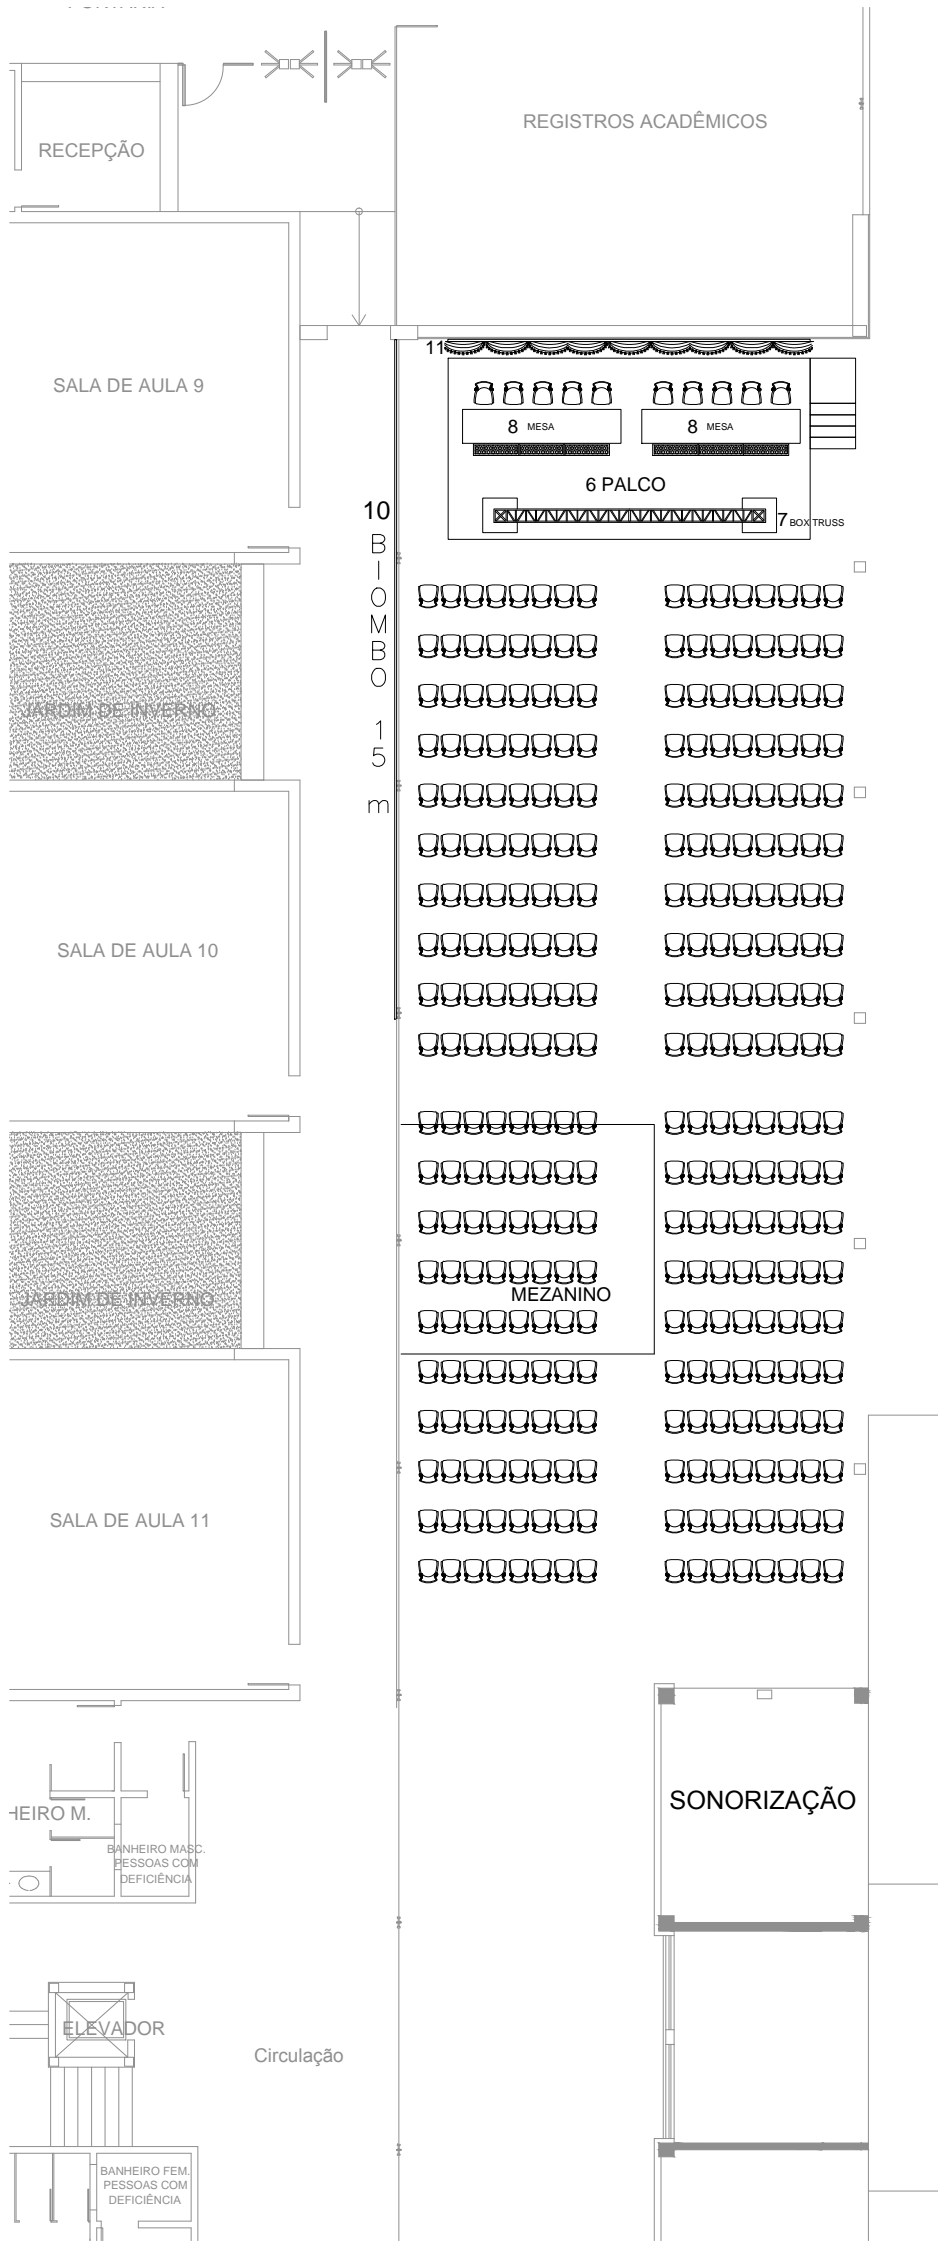 RECEPÇÃO
REGISTROS ACADÊMICOS
11
SALA DE AULA 9
8 MESA
8 MESA
6 PALCO
7 BOX TRUSS
10
BIOMBO 15 m
JARDIM DE INVERNO
SALA DE AULA 10
JARDIM DE INVERNO
MEZANINO
SALA DE AULA 11
SONORIZAÇÃO
HEIRO M.
BANHEIRO MASC.
PESSOAS COM
DEFICIÊNCIA
ELEVADOR
Circulação
BANHEIRO FEM.
PESSOAS COM
DEFICIÊNCIA